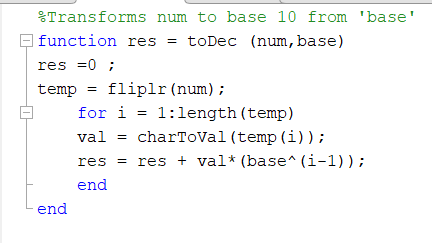 %Transforms num to base 10 from 'base'
function res = toDec (num,base)
res =0 ;
temp = fliplr(num);
for i = 1:length(temp)
val = charToVal(temp(i));
res = res + val*(base^(i-1));
end
end